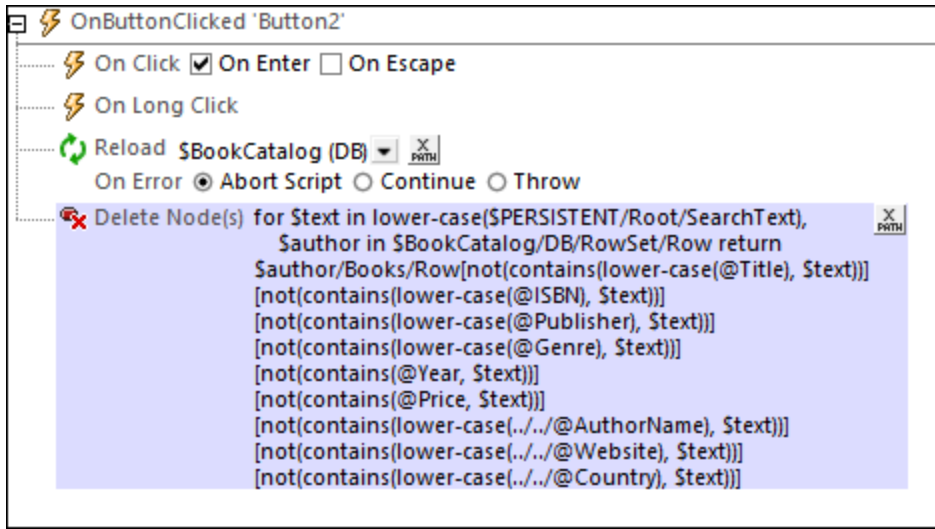 OnButtonClicked 'Button2'
On Click On Enter On Escape
On Long Click
Reload $BookCatalog (DB) X PATH
On Error Abort Script Continue Throw
Delete Node(s) for $text in lower-case($PERSISTENT/Root/SearchText), X PATH
$author in $BookCatalog/DB/RowSet/Row return
$author/Books/Row[not(contains(lower-case(@Title), $text))]
[not(contains(lower-case(@ISBN), $text))]
[not(contains(lower-case(@Publisher), $text))]
[not(contains(lower-case(@Genre), $text))]
[not(contains(@Year, $text))]
[not(contains(@Price, $text))]
[not(contains(lower-case(../../@AuthorName), $text))]
[not(contains(lower-case(../../@Website), $text))]
[not(contains(lower-case(../../@Country), $text))]